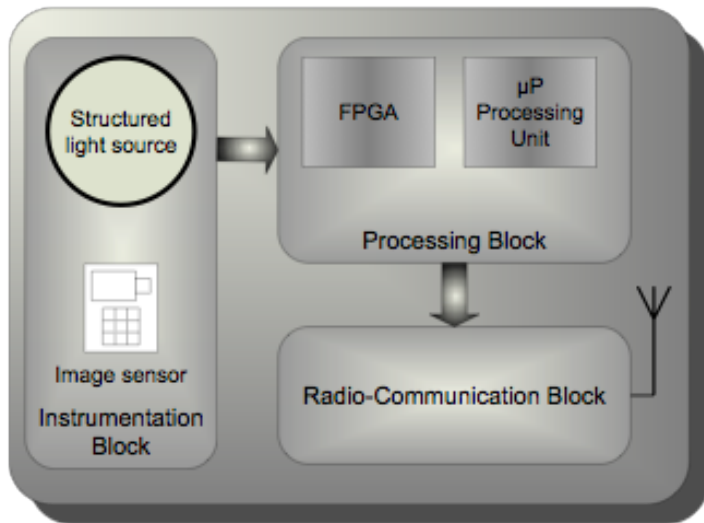 Structured
light source
Image sensor
Instrumentation
Block
FPGA
µP
Processing
Unit
Processing Block
Radio-Communication Block